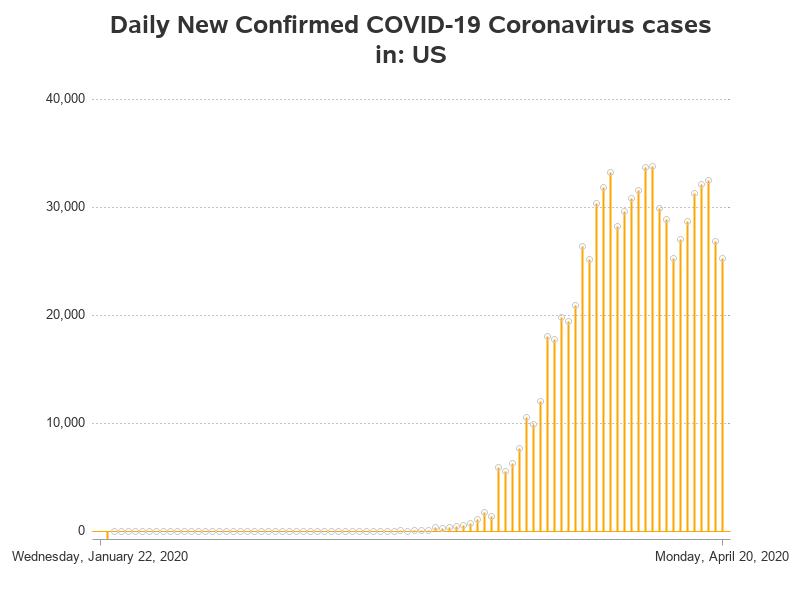 Daily New Confirmed COVID-19 Coronavirus cases
in: US
40,000
30,000
20,000
10,000
0
Wednesday, January 22, 2020
Monday, April 20, 2020